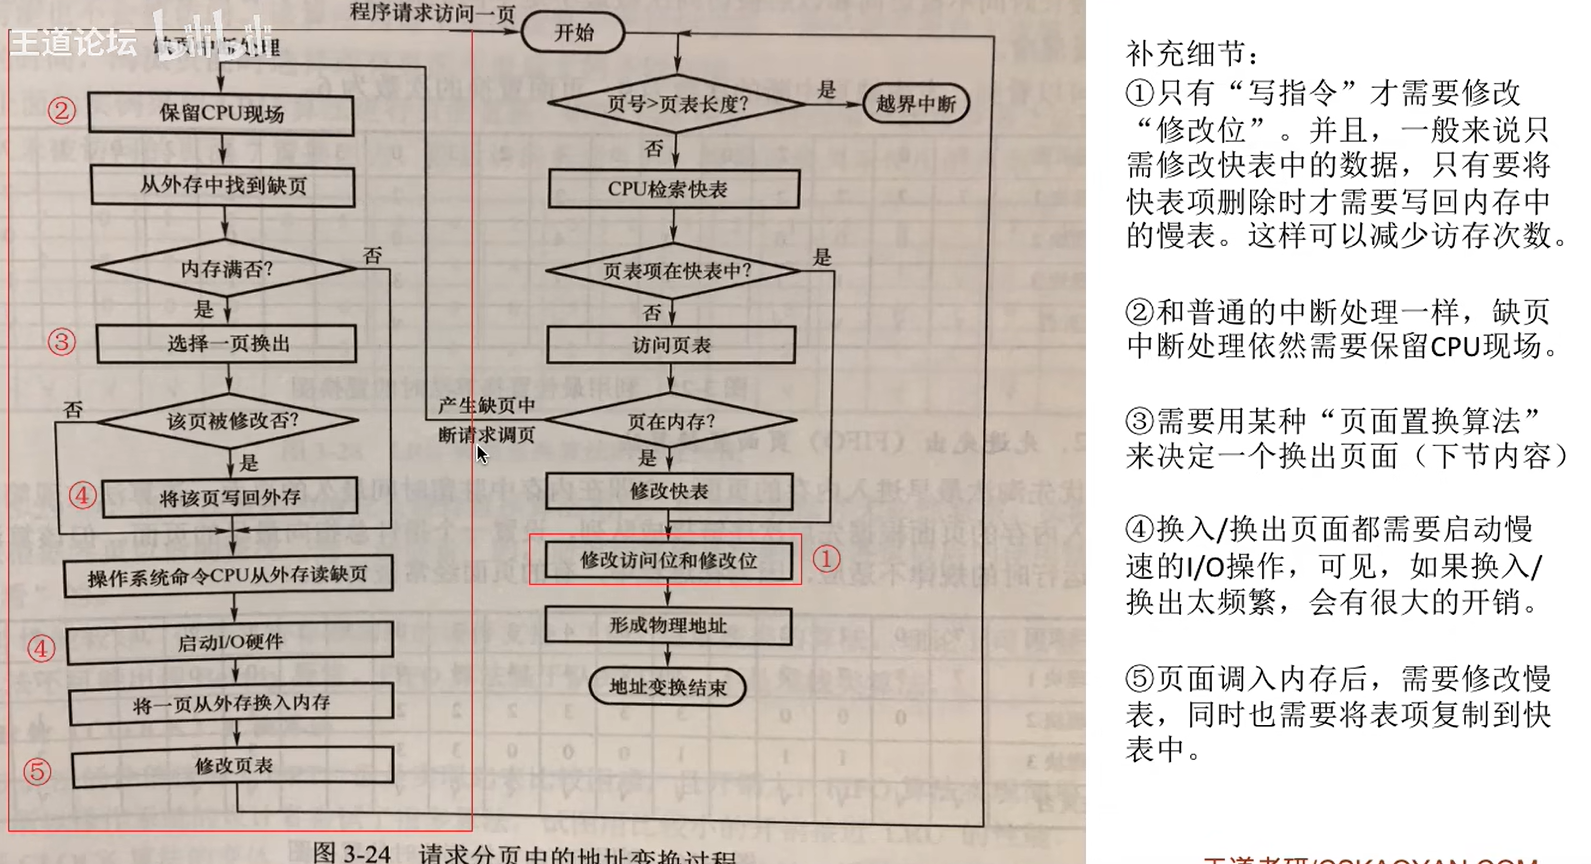 王道论坛
bilibili
程序请求访问一页
开始
缺页中断处理
② 保留CPU现场
从外存中找到缺页
内存满否?
否
是
③ 选择一页换出
该页被修改否?
否
是
④ 将该页写回外存
操作系统命令CPU从外存读缺页
④ 启动I/O硬件
将一页从外存换入内存
⑤ 修改页表
页号>页表长度?
是
越界中断
否
CPU检索快表
页表项在快表中?
是
否
访问页表
产生缺页中
断请求调页
页在内存?
是
修改快表
修改访问位和修改位 ①
形成物理地址
地址变换结束
图 3-24 请求分页中的地址变换过程
补充细节：
①只有“写指令”才需要修改
“修改位”。并且，一般来说只
需修改快表中的数据，只有要将
快表项删除时才需要写回内存中
的慢表。这样可以减少访存次数。
②和普通的中断处理一样，缺页
中断处理依然需要保留CPU现场。
③需要用某种“页面置换算法”
来决定一个换出页面（下节内容）
④换入/换出页面都需要启动慢
速的I/O操作，可见，如果换入/
换出太频繁，会有很大的开销。
⑤页面调入内存后，需要修改慢
表，同时也需要将表项复制到快
表中。
王道考研/CSKAOYAN.COM